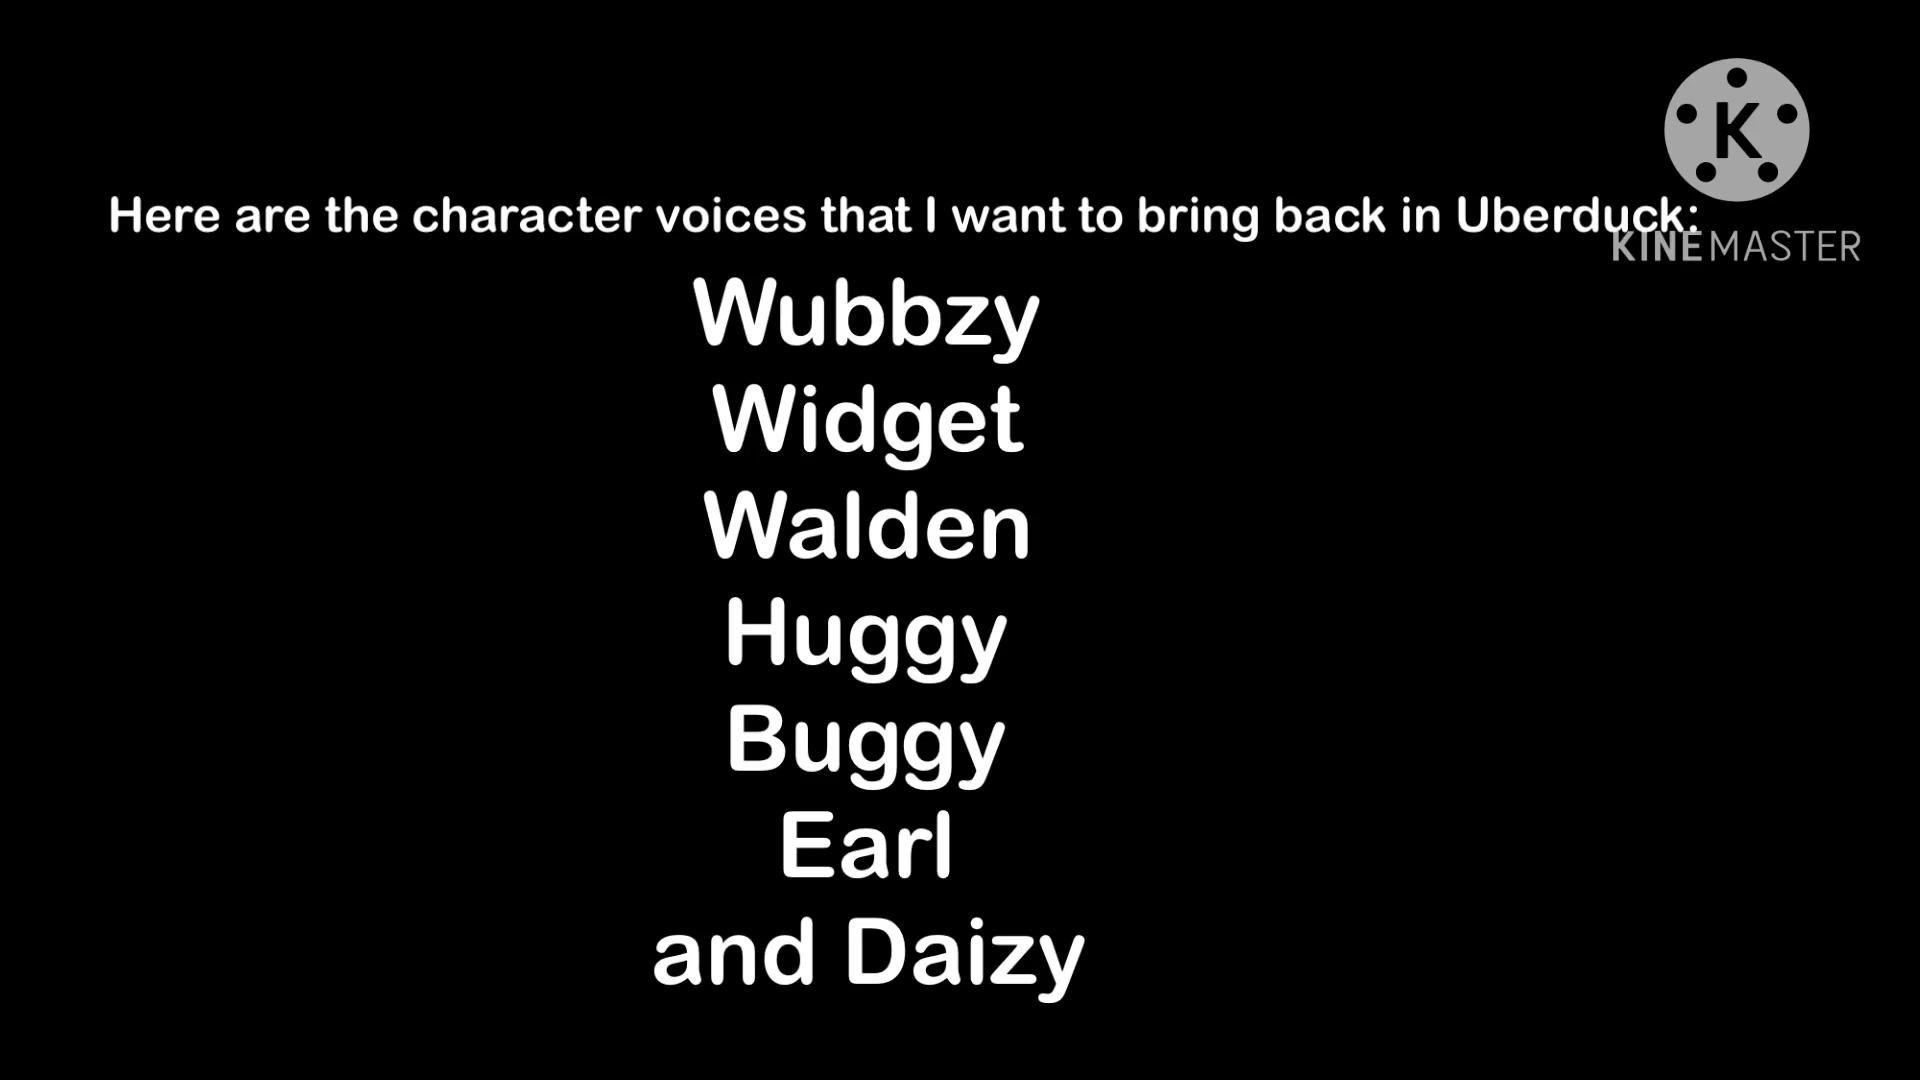 K
Here are the character voices that I want to bring back in Uberduck:
KINEMASTER
Wubbzy
Widget
Walden
Huggy
Buggy
Earl
and Daizy